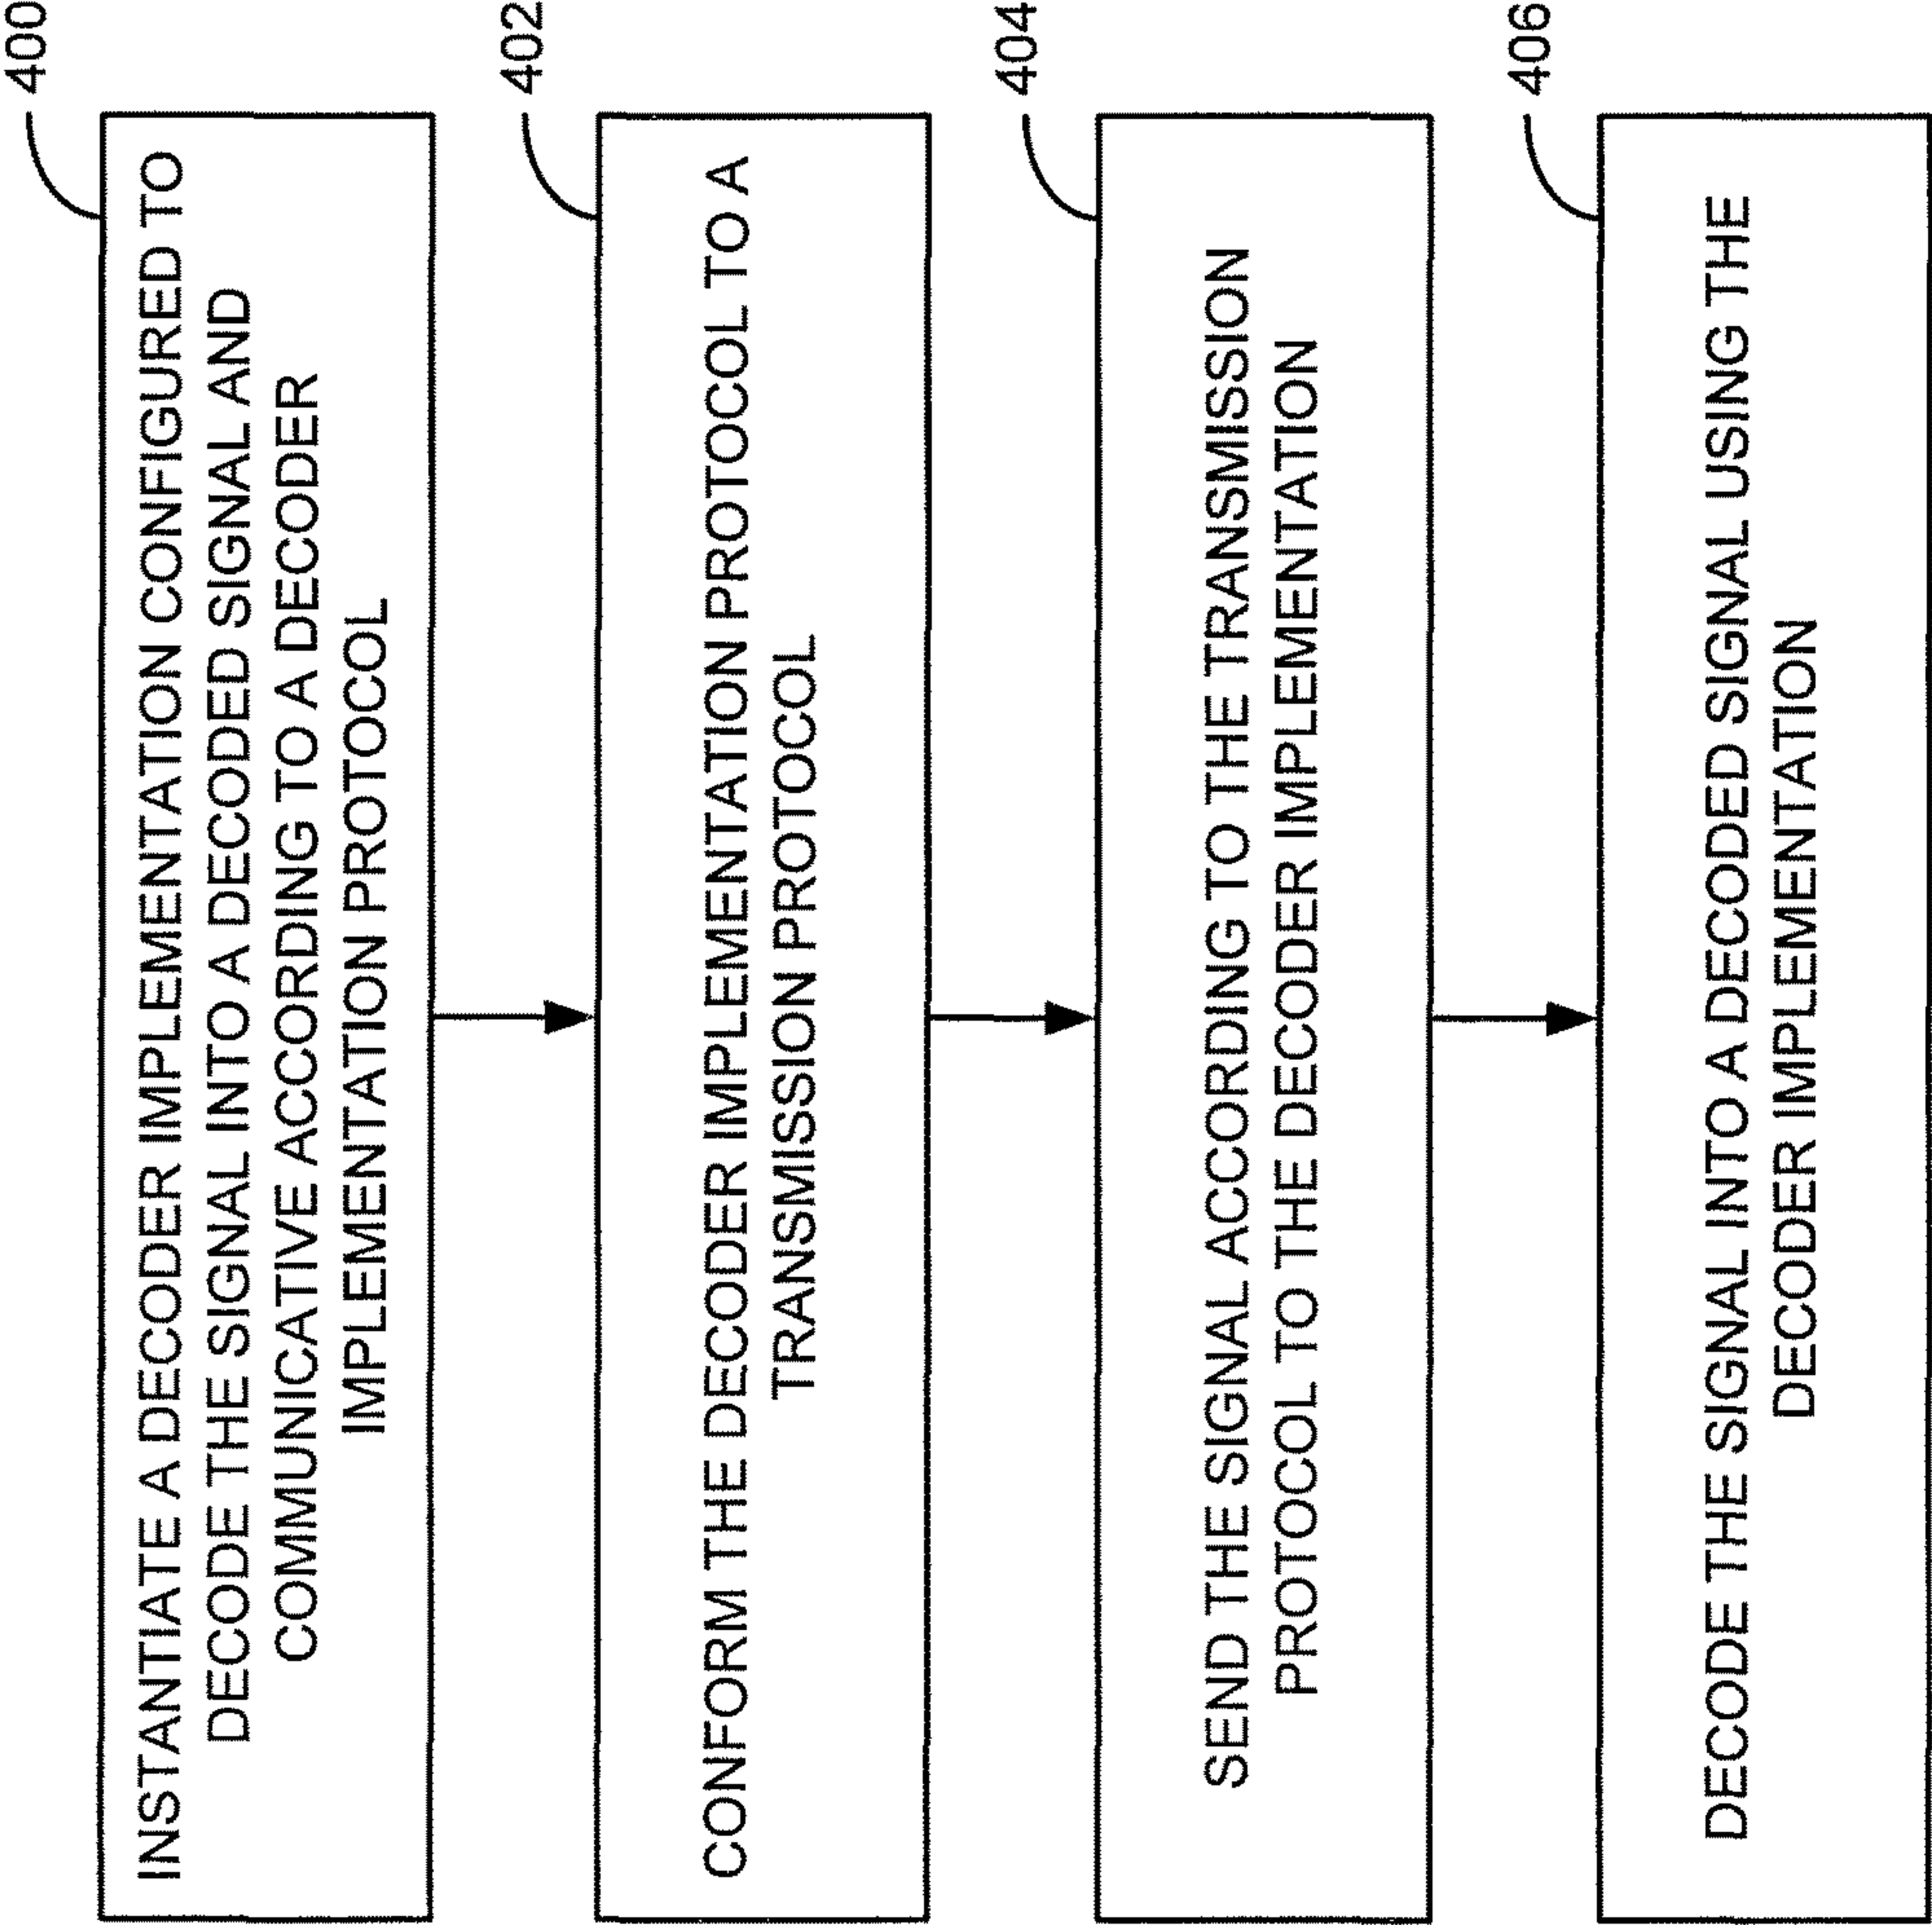 400
INSTANTIATE A DECODER IMPLEMENTATION CONFIGURED TO
DECODE THE SIGNAL INTO A DECODED SIGNAL AND
COMMUNICATIVE ACCORDING TO A DECODER
IMPLEMENTATION PROTOCOL
402
CONFORM THE DECODER IMPLEMENTATION PROTOCOL TO A
TRANSMISSION PROTOCOL
404
SEND THE SIGNAL ACCORDING TO THE TRANSMISSION
PROTOCOL TO THE DECODER IMPLEMENTATION
406
DECODE THE SIGNAL INTO A DECODED SIGNAL USING THE
DECODER IMPLEMENTATION